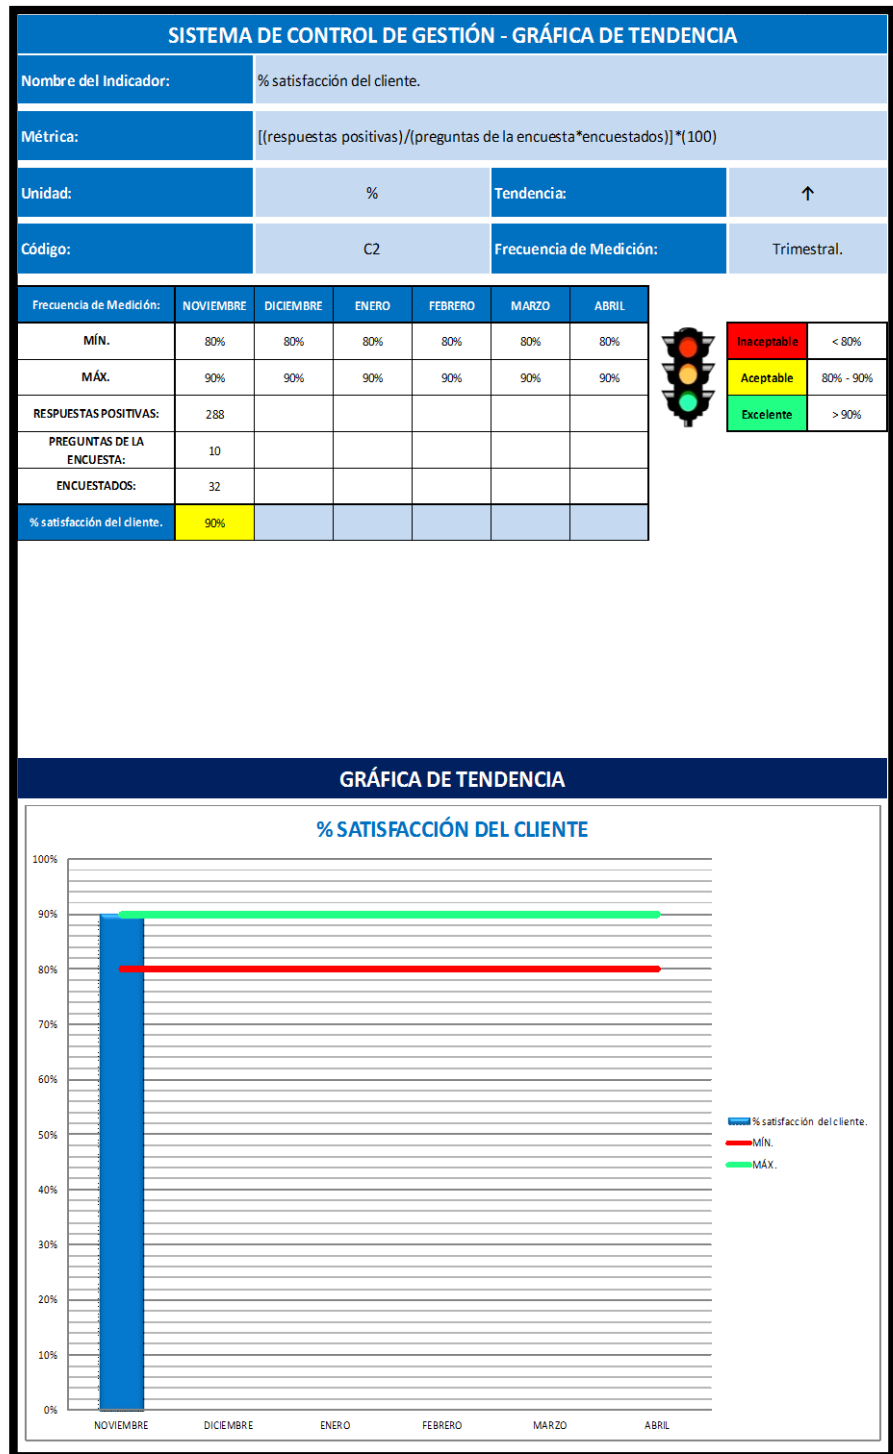 SISTEMA DE CONTROL DE GESTIÓN - GRÁFICA DE TENDENCIA
Nombre del Indicador: % satisfacción del cliente.
Métrica: [(respuestas positivas)/(preguntas de la encuesta*encuestados)]*(100)
Unidad: % Tendencia: ↑
Código: C2 Frecuencia de Medición: Trimestral.
Frecuencia de Medición: NOVIEMBRE DICIEMBRE ENERO FEBRERO MARZO ABRIL
MÍN. 80% 80% 80% 80% 80% 80%
MÁX. 90% 90% 90% 90% 90% 90%
RESPUESTAS POSITIVAS: 288
PREGUNTAS DE LA
ENCUESTA: 10
ENCUESTADOS: 32
% satisfacción del cliente. 90%
Inaceptable < 80%
Aceptable 80% - 90%
Excelente > 90%
GRÁFICA DE TENDENCIA
% SATISFACCIÓN DEL CLIENTE
100%
90%
80%
70%
60%
50%
40%
30%
20%
10%
0%
NOVIEMBRE DICIEMBRE ENERO FEBRERO MARZO ABRIL
% satisfacción del cliente.
MÍN.
MÁX.